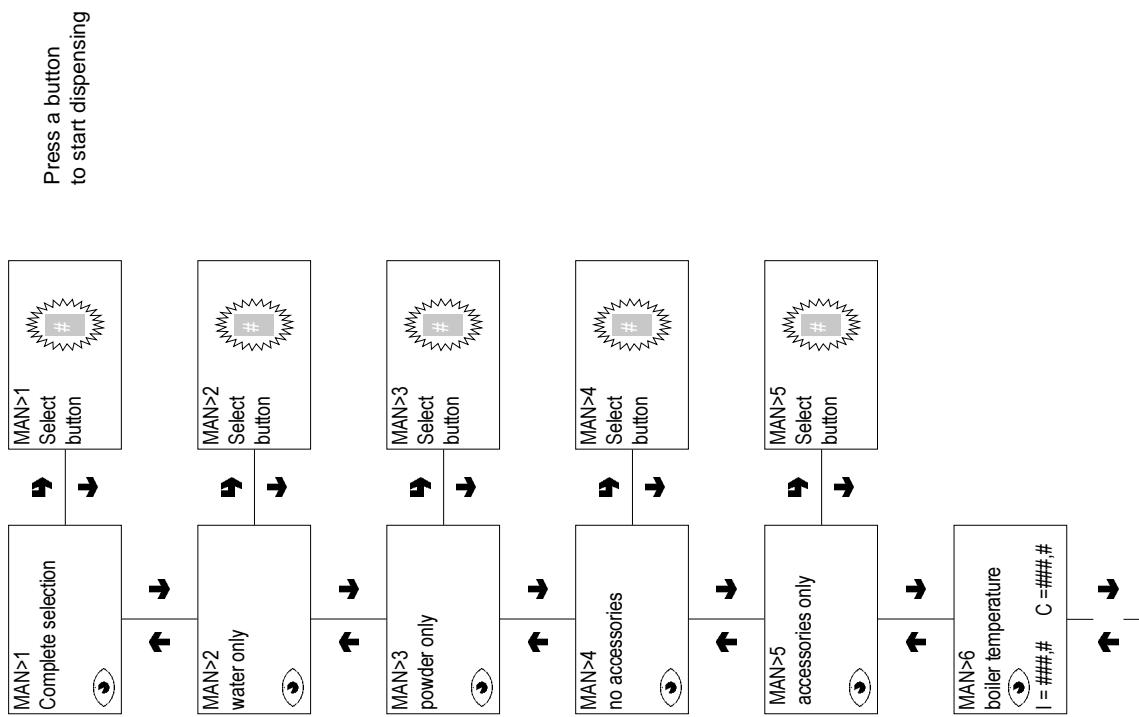 Press a button
to start dispensing
MAN>1
Complete selection
MAN>1
Select
button
#
MAN>2
water only
MAN>2
Select
button
#
MAN>3
powder only
MAN>3
Select
button
#
MAN>4
no accessories
MAN>4
Select
button
#
MAN>5
accessories only
MAN>5
Select
button
#
MAN>6
boiler temperature
I = ###,# C =###,#